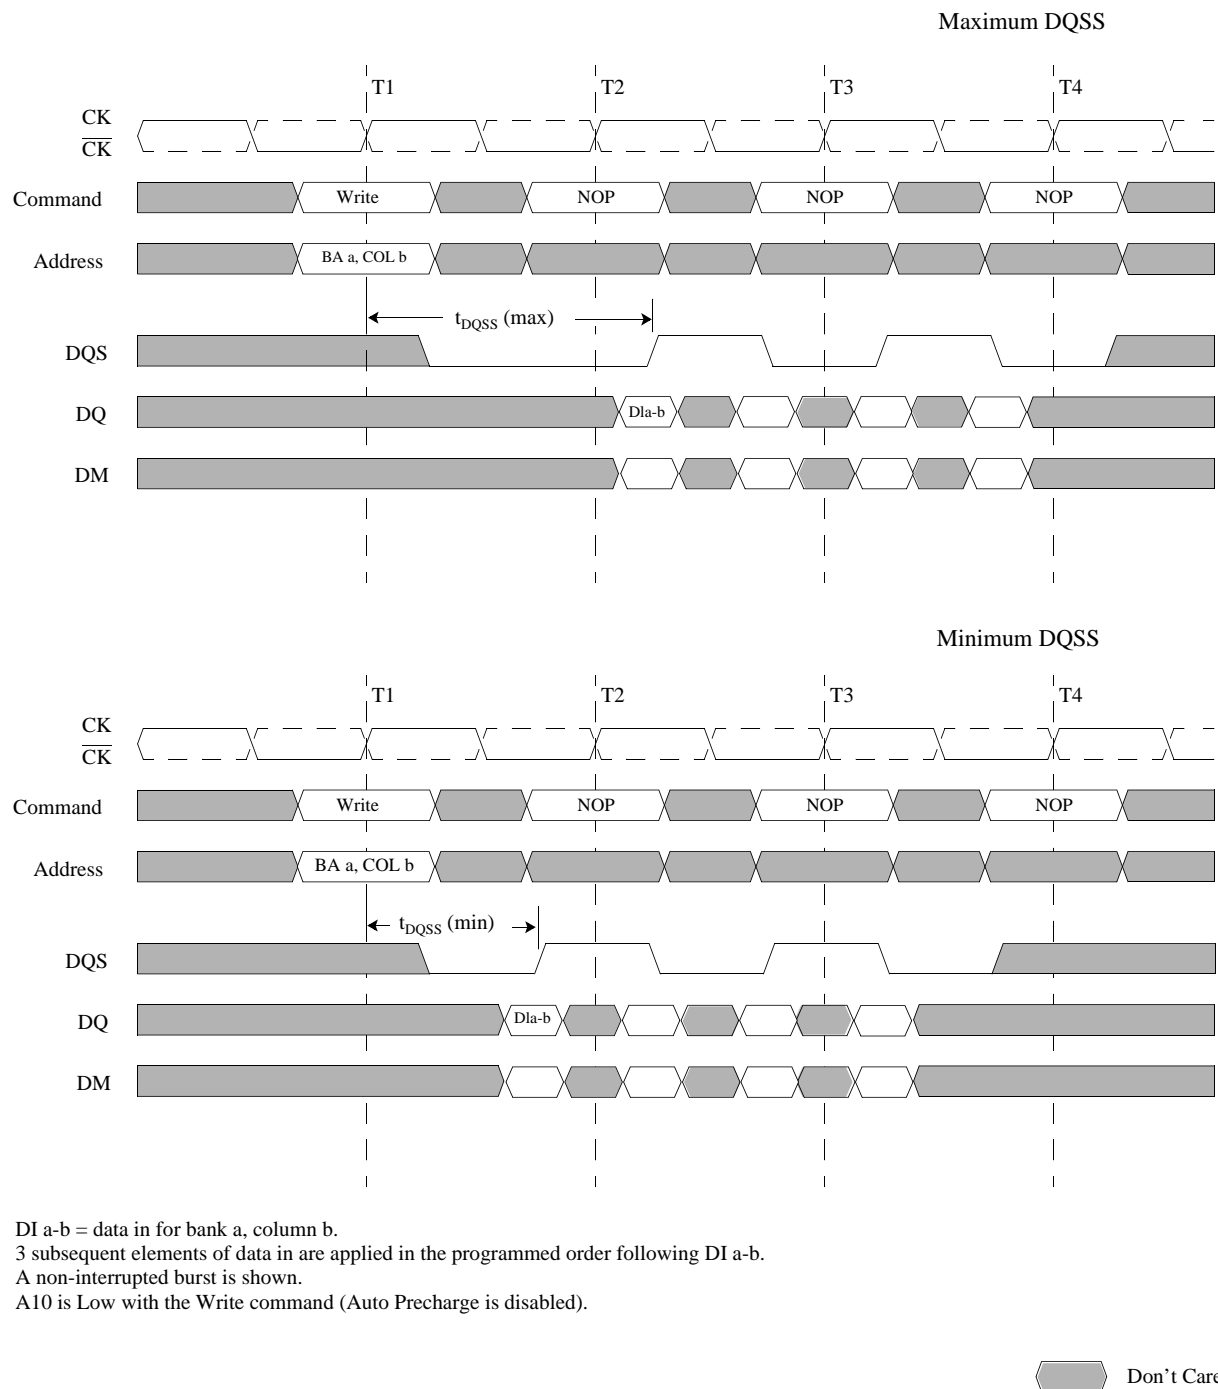 Maximum DQSS
T1 T2 T3 T4
CK
CK
Command Write NOP NOP NOP
Address BA a, COL b
tDQSS (max)
DQS
DQ DIa-b
DM
Minimum DQSS
T1 T2 T3 T4
CK
CK
Command Write NOP NOP NOP
Address BA a, COL b
tDQSS (min)
DQS
DQ DIa-b
DM
DI a-b = data in for bank a, column b.
3 subsequent elements of data in are applied in the programmed order following DI a-b.
A non-interrupted burst is shown.
A10 is Low with the Write command (Auto Precharge is disabled).
Don't Care